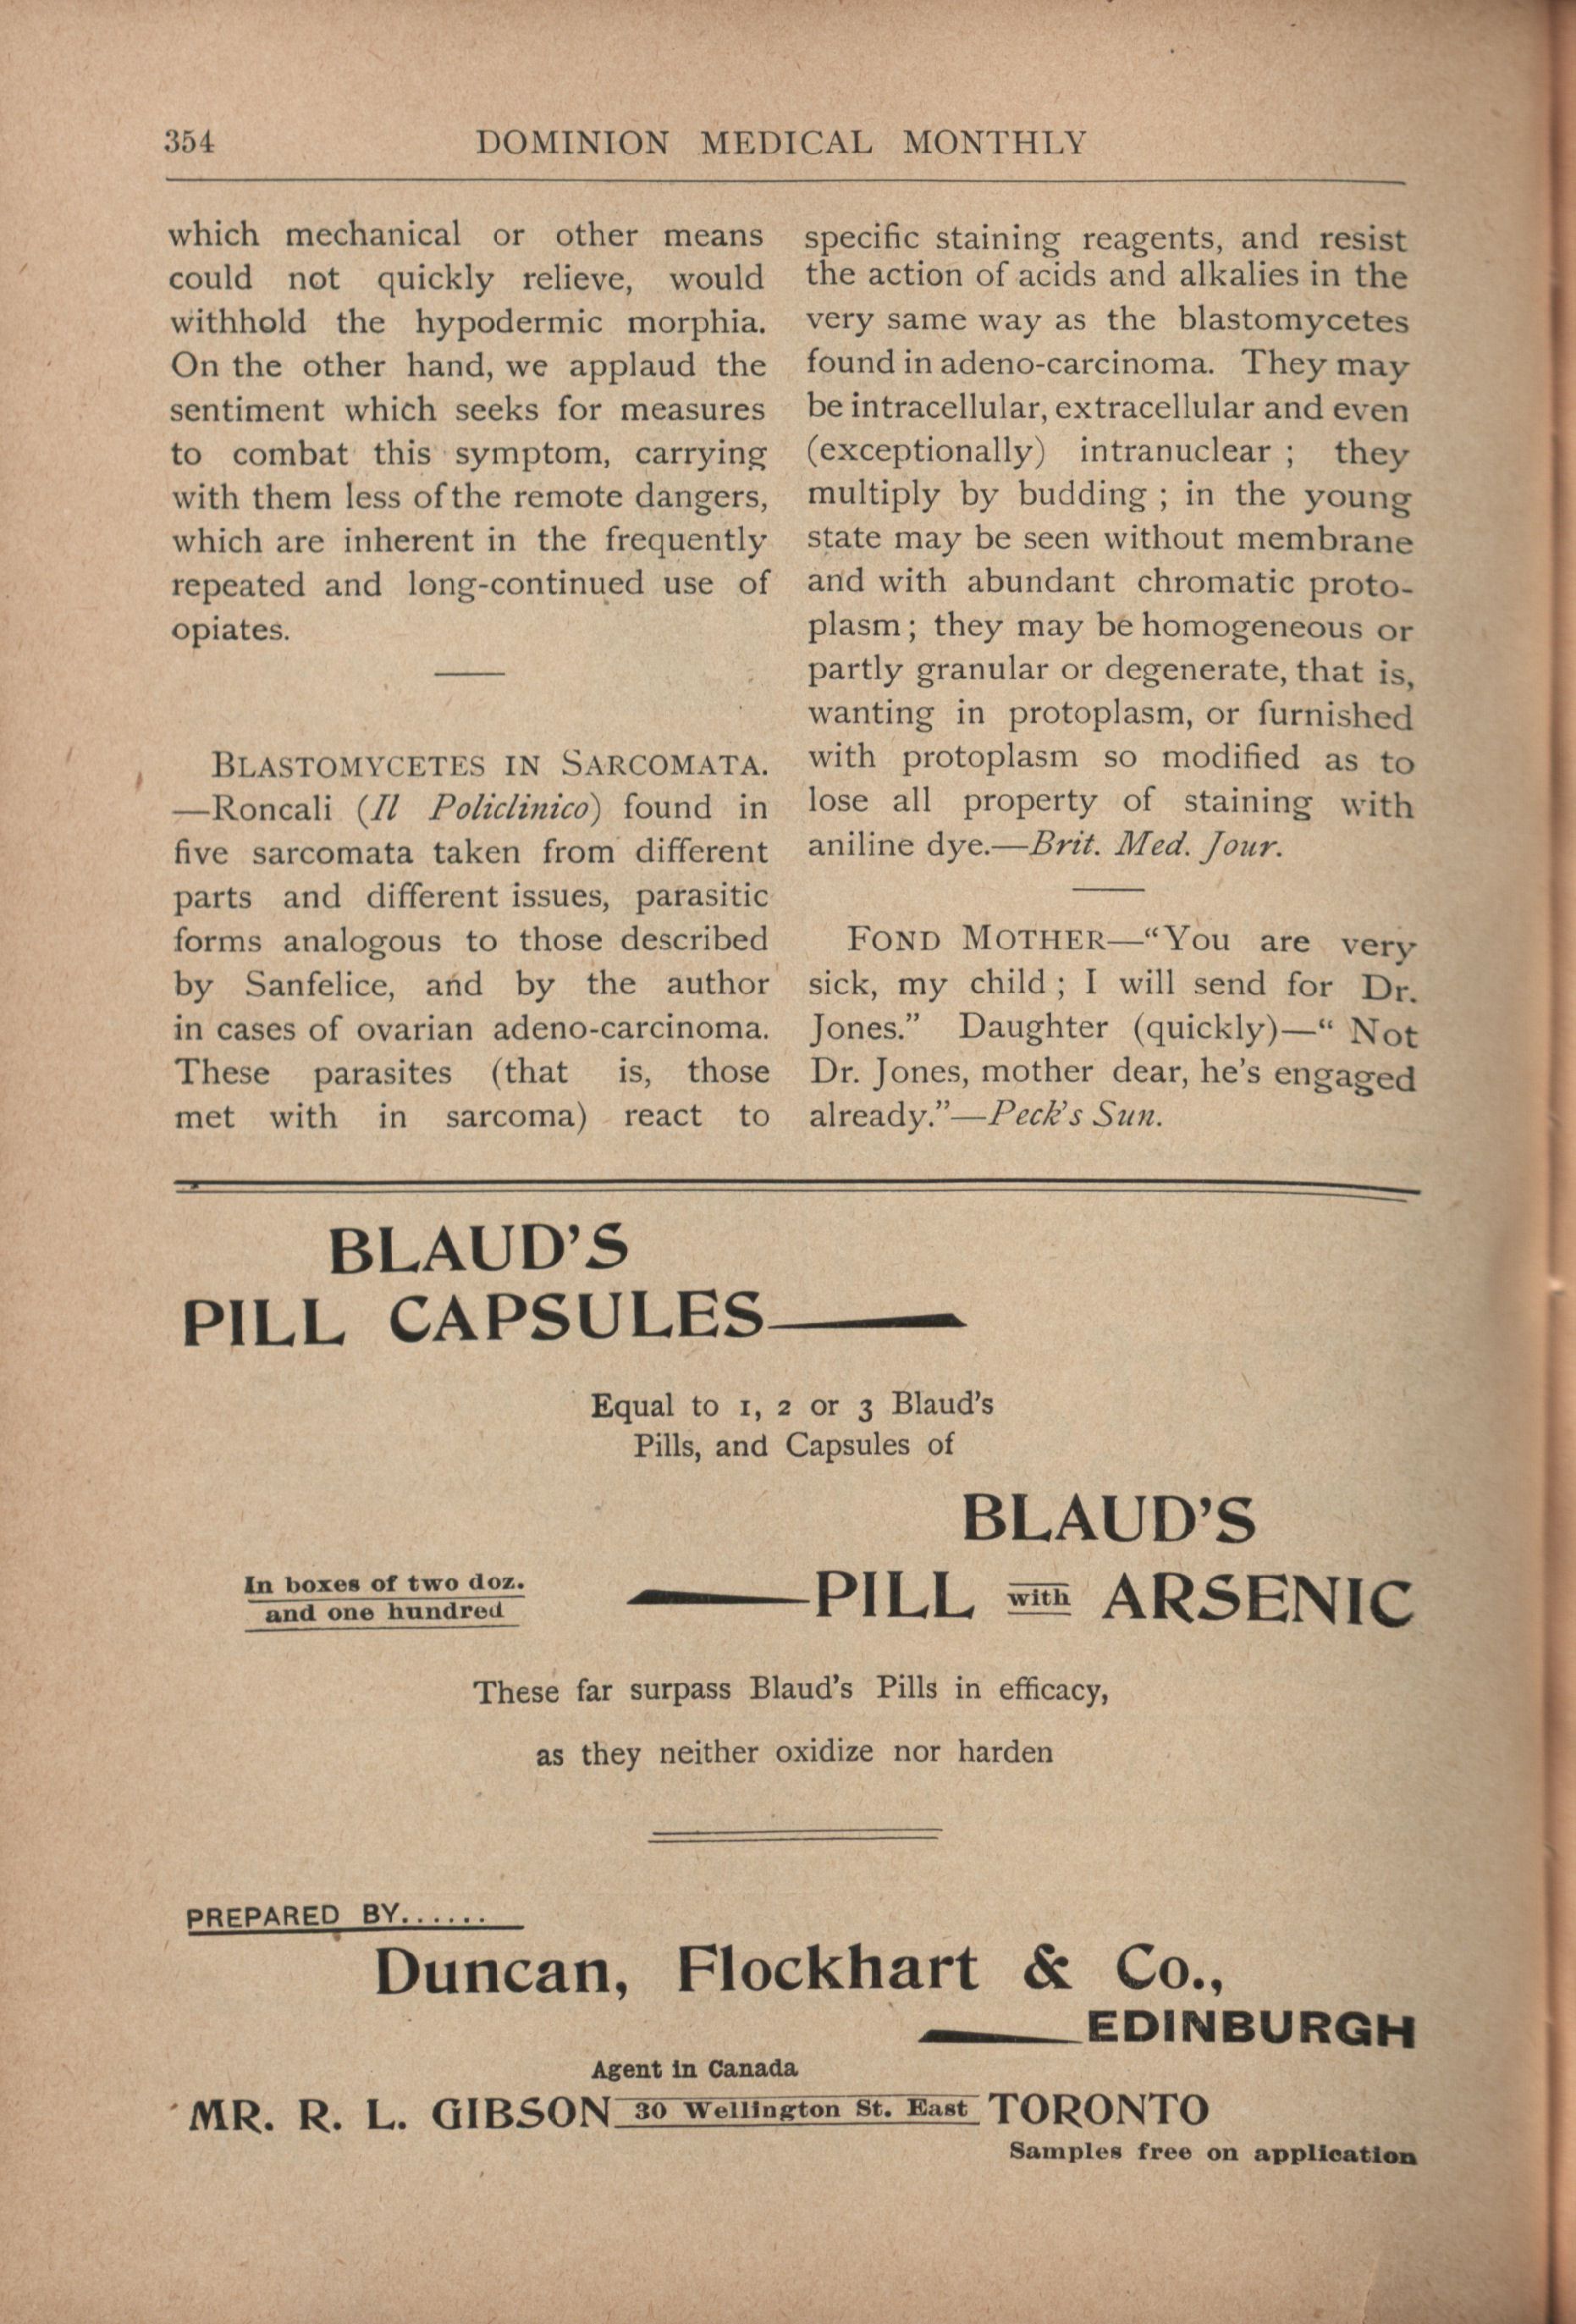 354 DOMINION MEDICAL MONTHLY
which mechanical or other means
could not quickly relieve, would
withhold the hypodermic morphia.
On the other hand, we applaud the
sentiment which seeks for measures
to combat this symptom, carrying
with them less of the remote dangers,
which are inherent in the frequently
repeated and long-continued use of
opiates.
BLASTOMYCETES IN SARCOMATA.
—Roncali (Il Policlinico) found in
five sarcomata taken from different
parts and different issues, parasitic
forms analogous to those described
by Sanfelice, and by the author
in cases of ovarian adeno-carcinoma.
These parasites (that is, those
met with in sarcoma) react to
specific staining reagents, and resist
the action of acids and alkalies in the
very same way as the blastomycetes
found in adeno-carcinoma. They may
be intracellular, extracellular and even
(exceptionally) intranuclear ; they
multiply by budding ; in the young
state may be seen without membrane
and with abundant chromatic proto-
plasm ; they may be homogeneous or
partly granular or degenerate, that is,
wanting in protoplasm, or furnished
with protoplasm so modified as to
lose all property of staining with
aniline dye.—Brit. Med. Jour.
FOND MOTHER—“You are very
sick, my child ; I will send for Dr.
Jones.” Daughter (quickly)—“ Not
Dr. Jones, mother dear, he’s engaged
already.”—Peck’s Sun.
BLAUD’S
PILL CAPSULES
Equal to 1, 2 or 3 Blaud’s
Pills, and Capsules of
BLAUD’S
PILL with ARSENIC
In boxes of two doz.
and one hundred
These far surpass Blaud’s Pills in efficacy,
as they neither oxidize nor harden
PREPARED BY......
Duncan, Flockhart & Co.,
EDINBURGH
Agent in Canada
MR. R. L. GIBSON 30 Wellington St. East TORONTO
Samples free on application